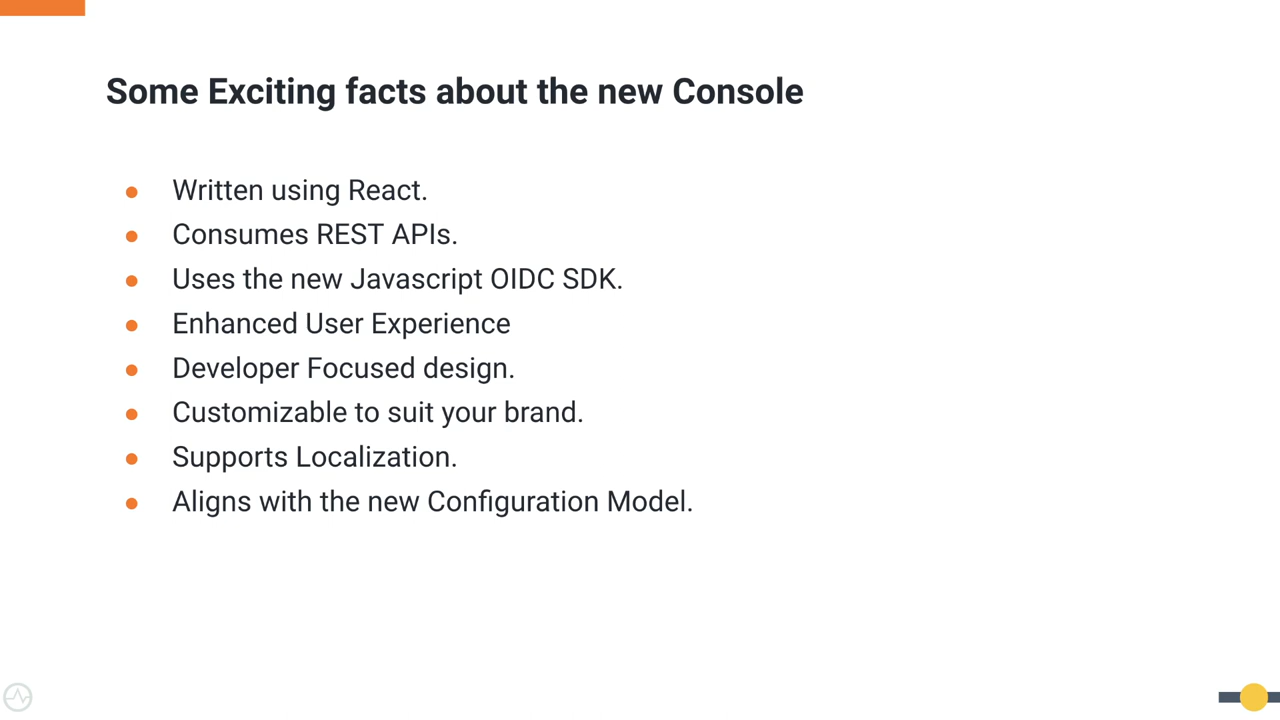 Some Exciting facts about the new Console
● Written using React.
● Consumes REST APIs.
● Uses the new Javascript OIDC SDK.
● Enhanced User Experience
● Developer Focused design.
● Customizable to suit your brand.
● Supports Localization.
● Aligns with the new Configuration Model.